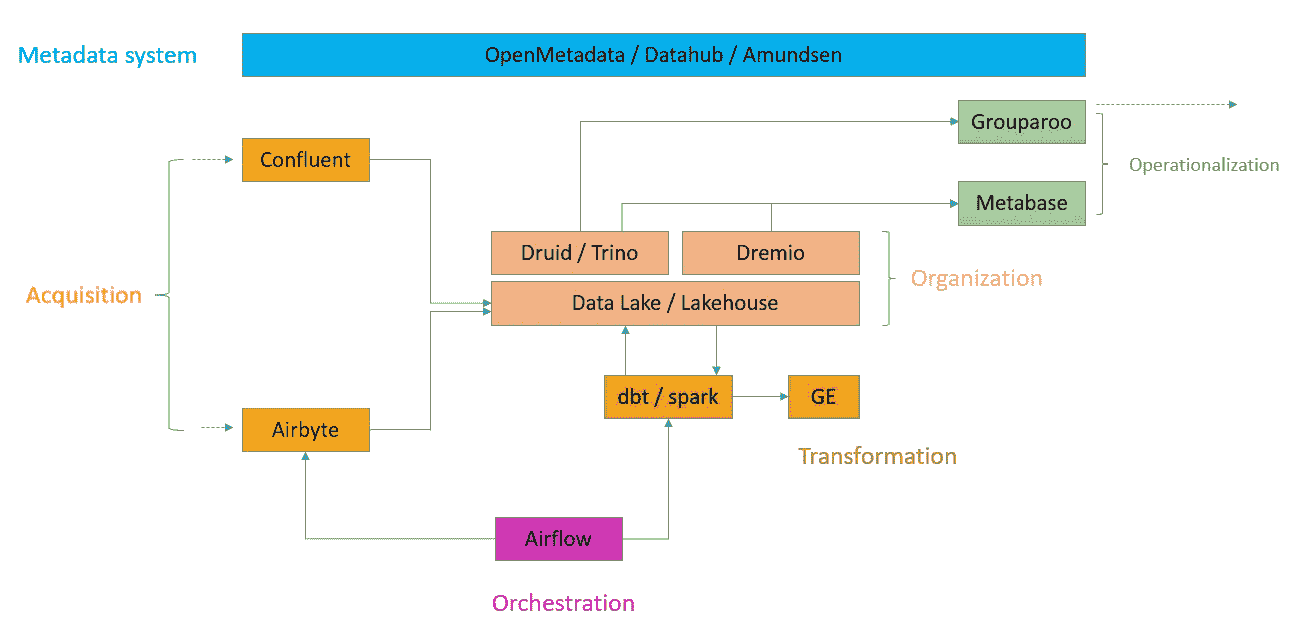 Metadata system
OpenMetadata / Datahub / Amundsen
Grouparoo
Confluent
Operationalization
Metabase
Druid / Trino
Dremio
Organization
Acquisition
Data Lake / Lakehouse
dbt / spark
GE
Airbyte
Transformation
Airflow
Orchestration